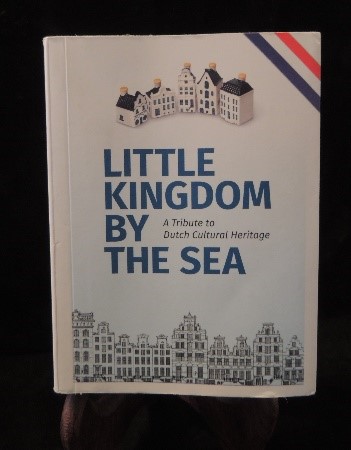 LITTLE
KINGDOM
BY
A Tribute to
Dutch Cultural Heritage
THE SEA